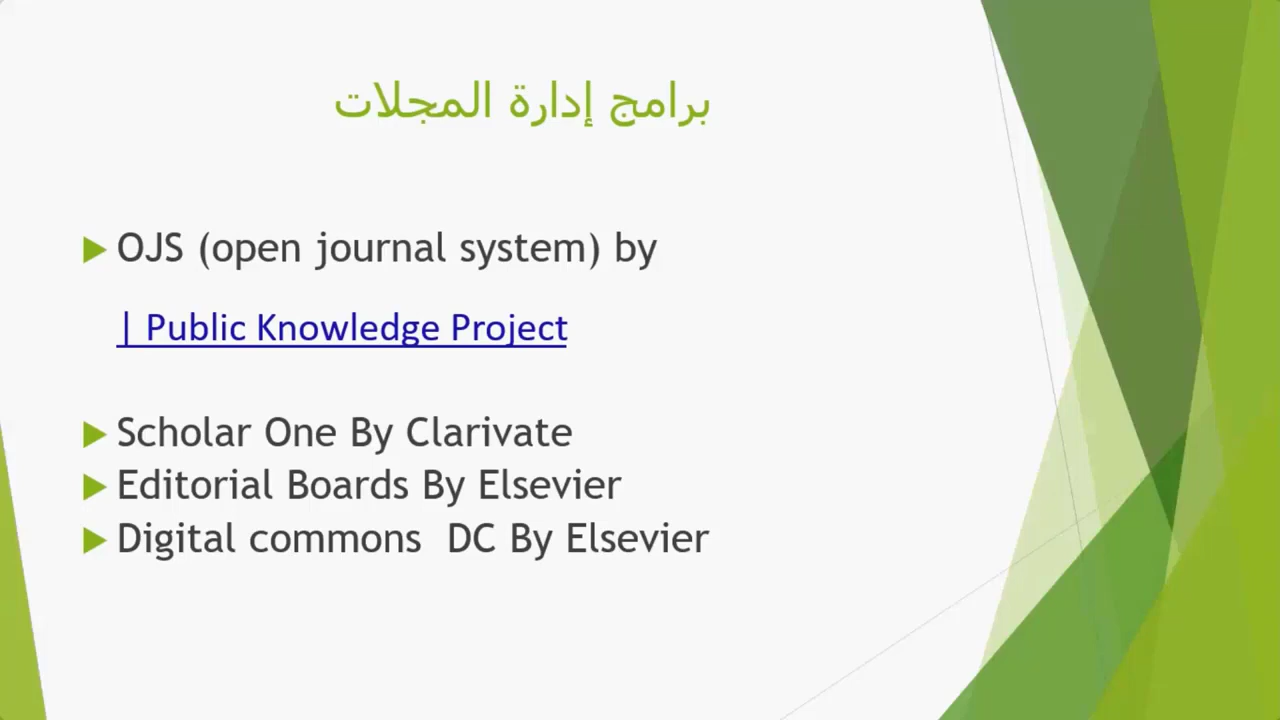 برامج إدارة المجلات
OJS (open journal system) by
| Public Knowledge Project
Scholar One By Clarivate
Editorial Boards By Elsevier
Digital commons  DC By Elsevier